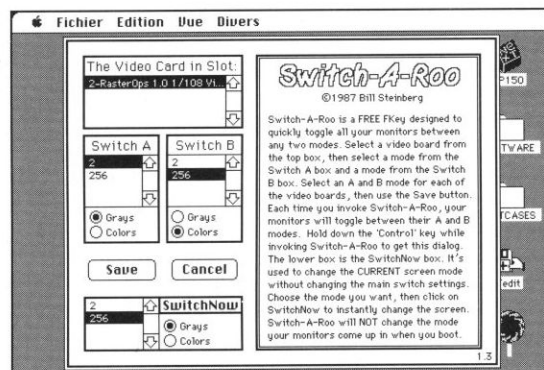 Fichier Edition Vue Divers
The Video Card in Slot:
2-RasterOps 1.0 1/108 Vi...
Switch A
2
256
Grays
Colors
Switch B
2
256
Grays
Colors
Save
Cancel
2
256
SwitchNow
Grays
Colors
Switch-A-Roo
©1987 Bill Steinberg
Switch-A-Roo is a FREE FKey designed to
quickly toggle all your monitors between
any two modes. Select a video board from
the top box, then select a mode from the
Switch A box and a mode from the Switch
B box. Select an A and B mode for each of
the video boards, then use the Save button.
Each time you invoke Switch-A-Roo, your
monitors will toggle between their A and B
modes. Hold down the 'Control' key while
invoking Switch-A-Roo to get this dialog.
The lower box is the SwitchNow box. It's
used to change the CURRENT screen mode
without changing the main switch settings.
Choose the mode you want, then click on
SwitchNow to instantly change the screen.
Switch-A-Roo will NOT change the mode
your monitors come up in when you boot.
1.3
P150
TWARE
TCASES
edit